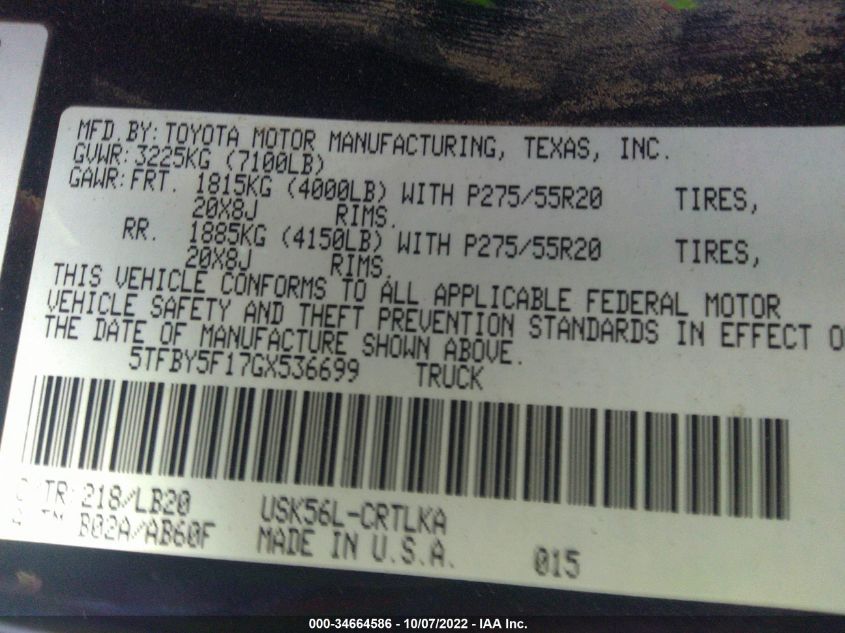 MFD.BY: TOYOTA MOTOR MANUFACTURING, TEXAS, INC.
GVWR: 3225KG (7100LB)
GAWR: FRT. 1815KG (4000LB) WITH P275/55R20 TIRES,
20X8J RIMS.
RR. 1885KG (4150LB) WITH P275/55R20 TIRES,
20X8J RIMS.
THIS VEHICLE CONFORMS TO ALL APPLICABLE FEDERAL MOTOR
VEHICLE SAFETY AND THEFT PREVENTION STANDARDS IN EFFECT O
THE DATE OF MANUFACTURE SHOWN ABOVE.
5TFBY5F17GX536699 TRUCK
TR: 218/LB20 USK56L-CRTLKA
TM: B02A/AB60F MADE IN U.S.A. 015
000-34664586 - 10/07/2022 - IAA Inc.